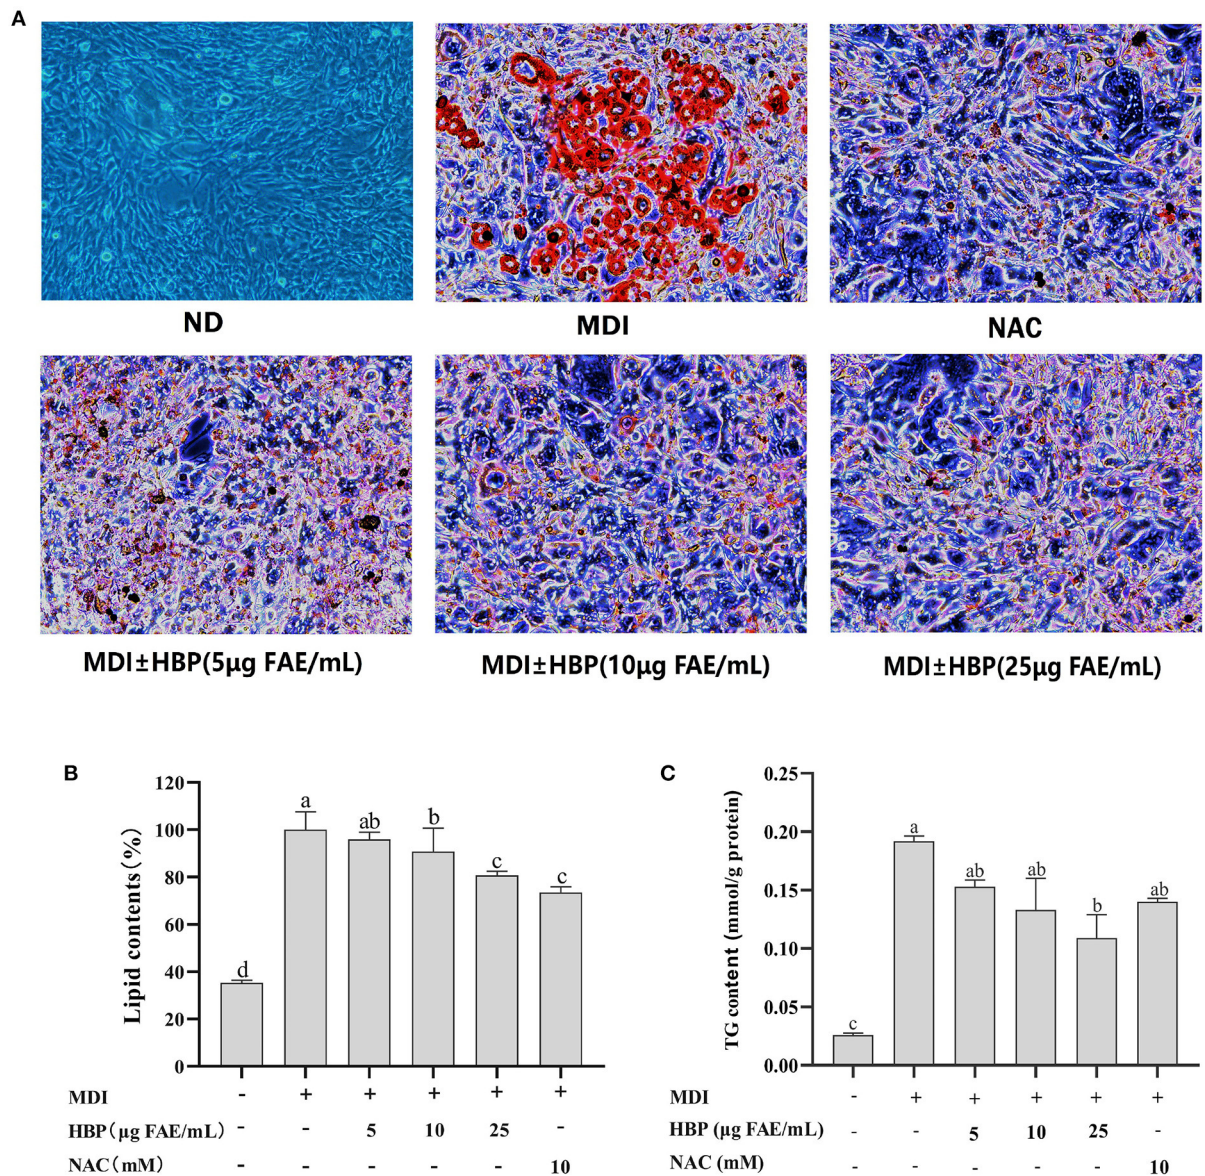 A
ND MDI NAC
MDI±HBP(5μg FAE/mL) MDI±HBP(10μg FAE/mL) MDI±HBP(25μg FAE/mL)
B
Lipid contents(%)
120
100
80
60
40
20
0
d a ab b c c
MDI - + + + + +
HBP(μg FAE/mL) - - 5 10 25 -
NAC(mM) - - - - - 10
C
TG content (mmol/g protein)
0.25
0.20
0.15
0.10
0.05
0.00
c a ab ab b ab
MDI - + + + + +
HBP (μg FAE/mL) - - 5 10 25 -
NAC (mM) - - - - - 10